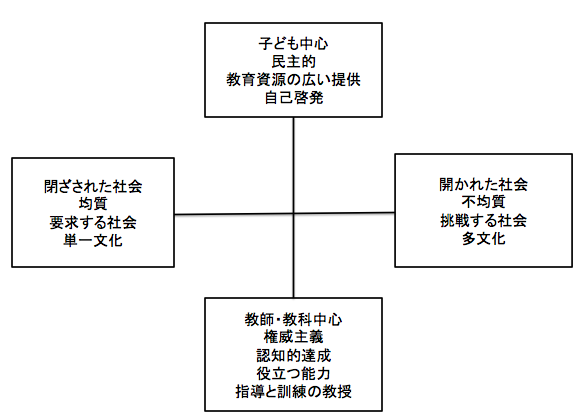 子ども中心
民主的
教育資源の広い提供
自己啓発
閉ざされた社会
均質
要求する社会
単一文化
開かれた社会
不均質
挑戦する社会
多文化
教師・教科中心
権威主義
認知的達成
役立つ能力
指導と訓練の教授